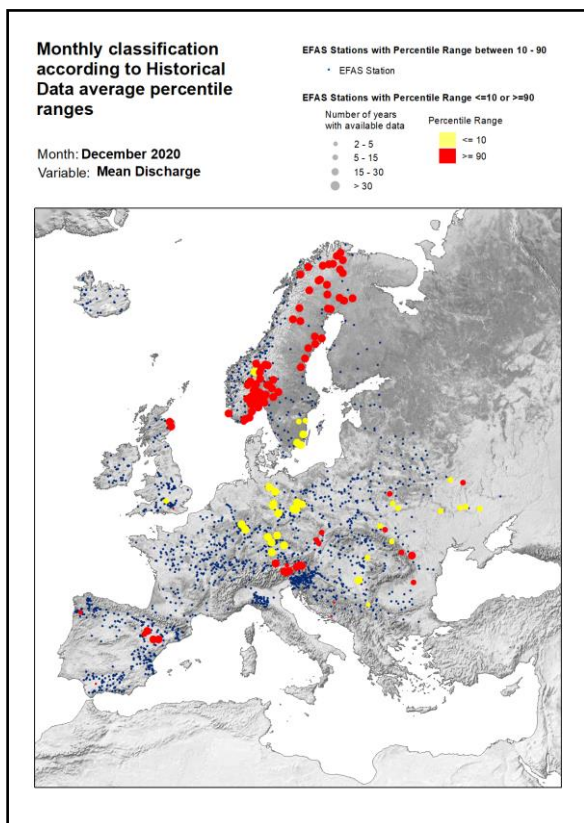 Monthly classification
according to Historical
Data average percentile
ranges
Month: December 2020
Variable: Mean Discharge
EFAS Stations with Percentile Range between 10 - 90
EFAS Station
EFAS Stations with Percentile Range <=10 or >=90
Number of years
with available data
2 - 5
5 - 15
15 - 30
> 30
Percentile Range
<= 10
>= 90